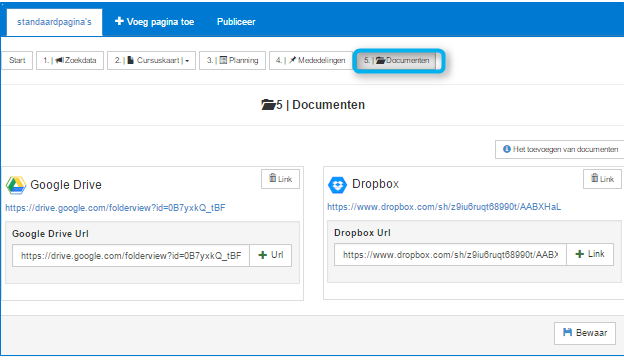 standaardpagina's Voeg pagina toe Publiceer
Start 1. | Zoekdata 2. | Cursuskaart | 3. | Planning 4. | Mededelingen 5. | Documenten
5 | Documenten
Het toevoegen van documenten
Google Drive Link
https://drive.google.com/folderview?id=0B7yxkQ_tBF
Google Drive Url
https://drive.google.com/folderview?id=0B7yxkQ_tBF Url
Dropbox Link
https://www.dropbox.com/sh/z9iu6ruqt68990t/AABXHaL
Dropbox Url
https://www.dropbox.com/sh/z9iu6ruqt68990t/AABX Link
Bewaar